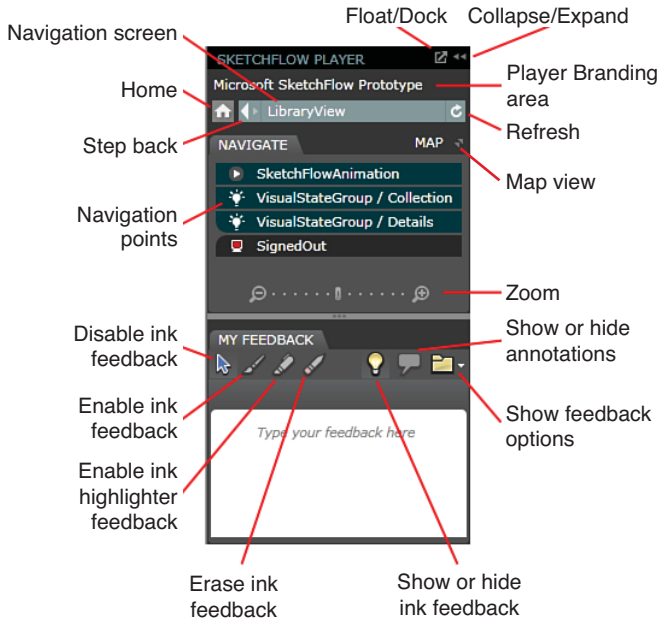 Float/Dock
Collapse/Expand
Navigation screen
SKETCHFLOW PLAYER
Microsoft SketchFlow Prototype
Player Branding
area
Home
LibraryView
Refresh
Step back
NAVIGATE
MAP
Map view
SketchFlowAnimation
VisualStateGroup / Collection
VisualStateGroup / Details
SignedOut
Navigation
points
Zoom
MY FEEDBACK
Disable ink
feedback
Show or hide
annotations
Enable ink
feedback
Show feedback
options
Type your feedback here
Enable ink
highlighter
feedback
Erase ink
feedback
Show or hide
ink feedback